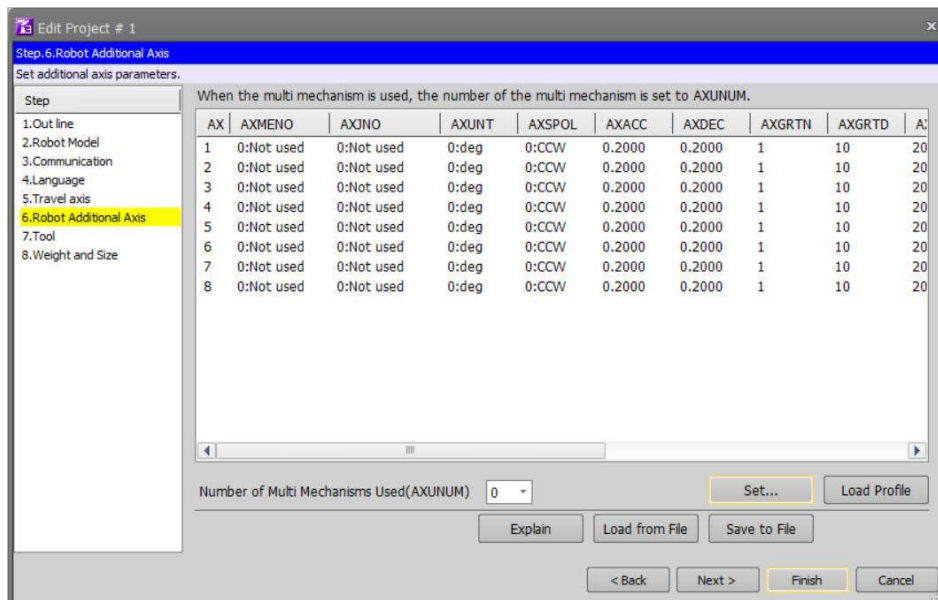 Edit Project # 1
Step.6.Robot Additional Axis
Set additional axis parameters.
Step
1.Out line
2.Robot Model
3.Communication
4.Language
5.Travel axis
6.Robot Additional Axis
7.Tool
8.Weight and Size
When the multi mechanism is used, the number of the multi mechanism is set to AXUNUM.
AX AXMENO AXJNO AXUNT AXSPOL AXACC AXDEC AXGRTN AXGRTD
1 0:Not used 0:Not used 0:deg 0:CCW 0.2000 0.2000 1 10 20
2 0:Not used 0:Not used 0:deg 0:CCW 0.2000 0.2000 1 10 20
3 0:Not used 0:Not used 0:deg 0:CCW 0.2000 0.2000 1 10 20
4 0:Not used 0:Not used 0:deg 0:CCW 0.2000 0.2000 1 10 20
5 0:Not used 0:Not used 0:deg 0:CCW 0.2000 0.2000 1 10 20
6 0:Not used 0:Not used 0:deg 0:CCW 0.2000 0.2000 1 10 20
7 0:Not used 0:Not used 0:deg 0:CCW 0.2000 0.2000 1 10 20
8 0:Not used 0:Not used 0:deg 0:CCW 0.2000 0.2000 1 10 20
Number of Multi Mechanisms Used(AXUNUM) 0 Set... Load Profile
Explain Load from File Save to File
< Back Next > Finish Cancel